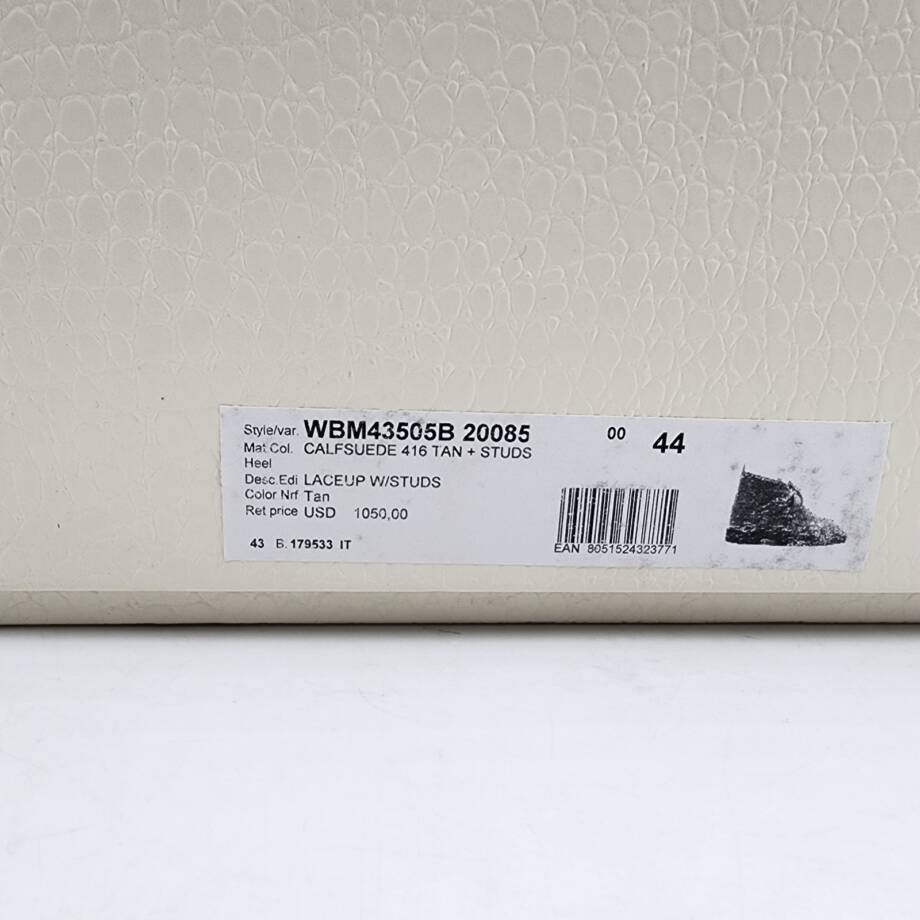 Style/var. WBM43505B 20085 00 44
Mat.Col. CALFSUEDE 416 TAN + STUDS
Heel
Desc.Edi LACEUP W/STUDS
Color Nrf Tan
Ret price USD 1050,00
43 B. 179533 IT
EAN 8051524323771